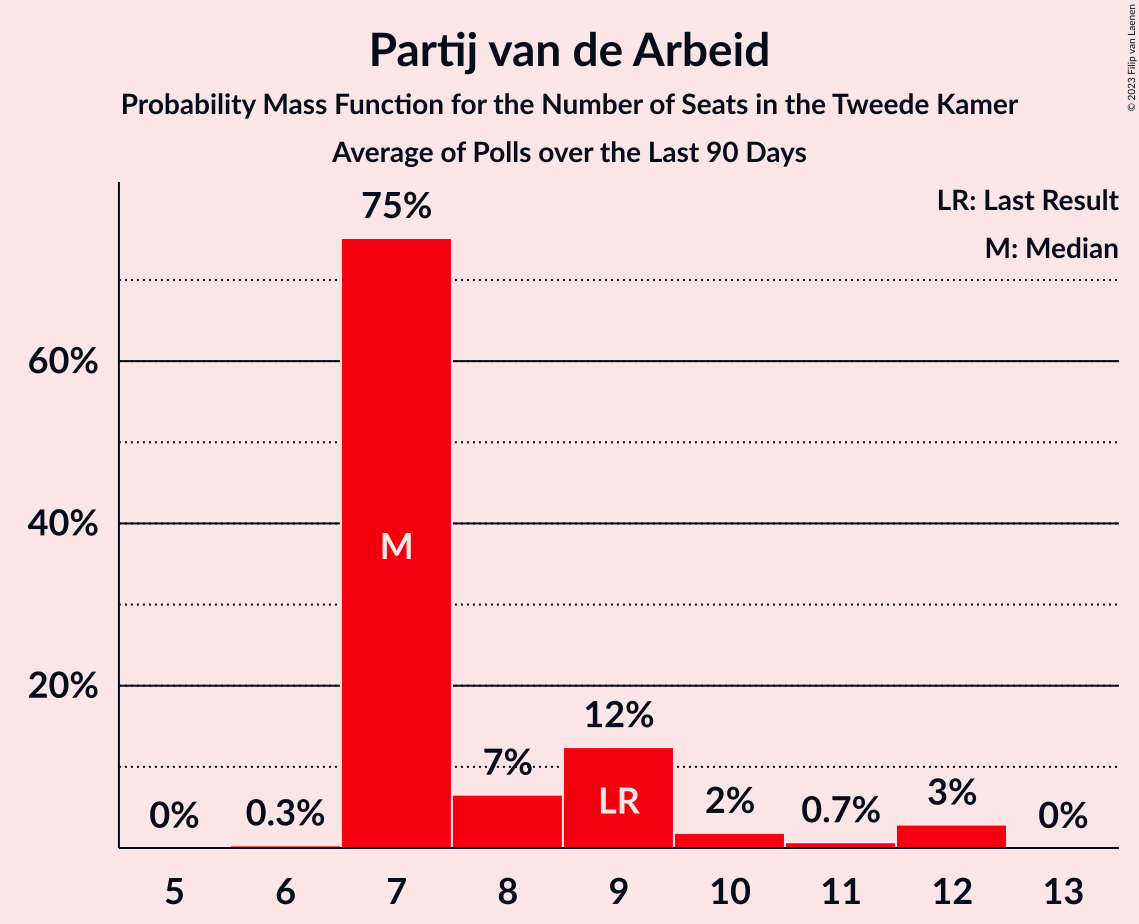 Partij van de Arbeid
Probability Mass Function for the Number of Seats in the Tweede Kamer
Average of Polls over the Last 90 Days
© 2023 Filip van Laenen
LR: Last Result
M: Median
60%
40%
20%
0%
0.3%
75%
7%
12%
2%
0.7%
3%
0%
M
LR
5 6 7 8 9 10 11 12 13